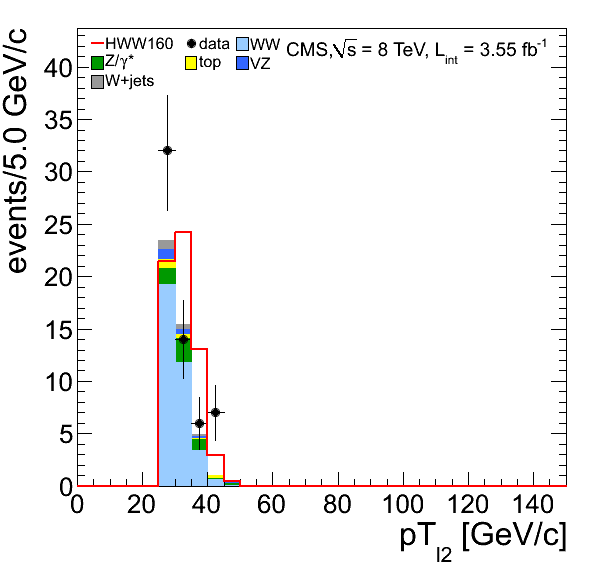 HWW160 data WW
Z/γ* top VZ
W+jets
CMS,√s = 8 TeV, L_int = 3.55 fb⁻¹
events/5.0 GeV/c
40
35
30
25
20
15
10
5
0
0 20 40 60 80 100 120 140
pT_l2 [GeV/c]